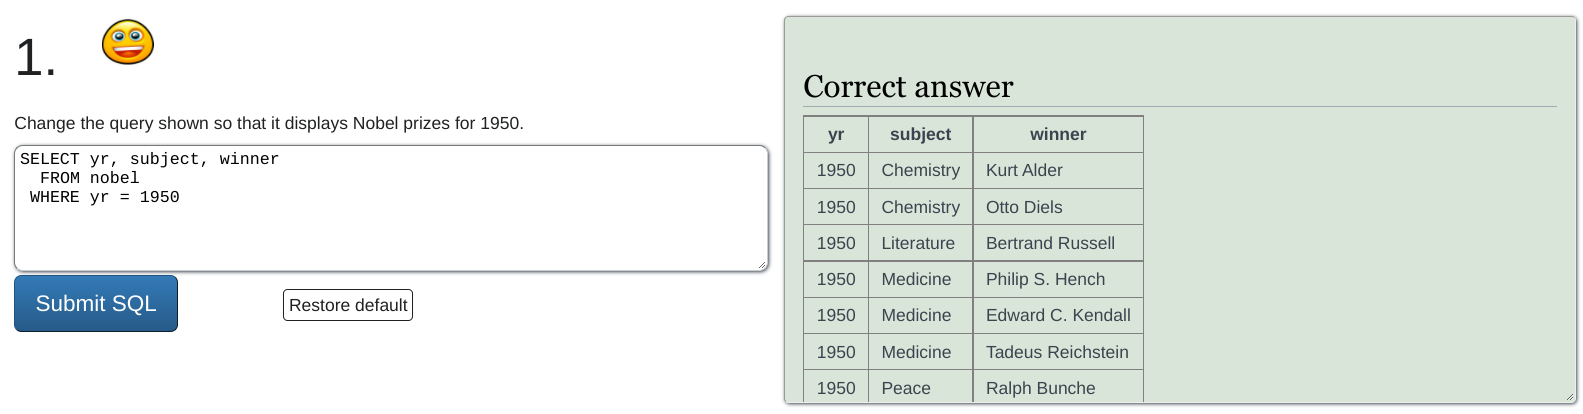 1.
Change the query shown so that it displays Nobel prizes for 1950.
SELECT yr, subject, winner
FROM nobel
WHERE yr = 1950
Submit SQL
Restore default
Correct answer
yr subject winner
1950 Chemistry Kurt Alder
1950 Chemistry Otto Diels
1950 Literature Bertrand Russell
1950 Medicine Philip S. Hench
1950 Medicine Edward C. Kendall
1950 Medicine Tadeus Reichstein
1950 Peace Ralph Bunche